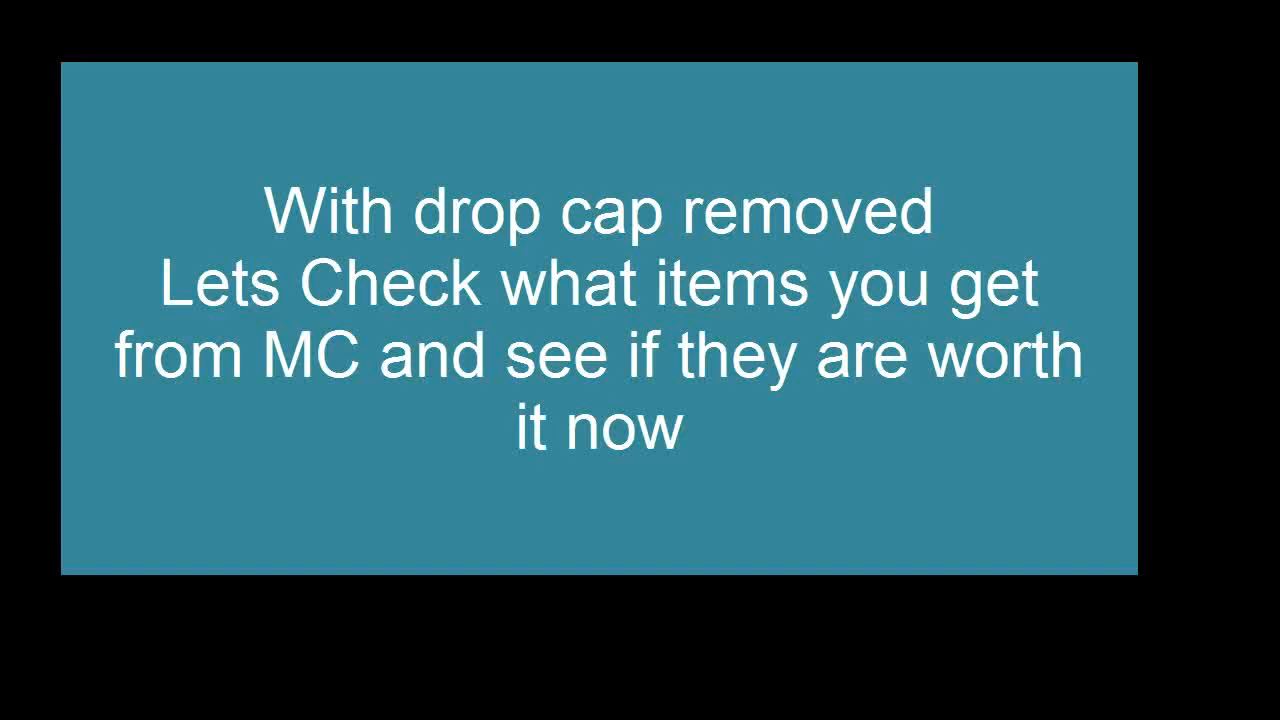 With drop cap removed
Lets Check what items you get
from MC and see if they are worth
it now